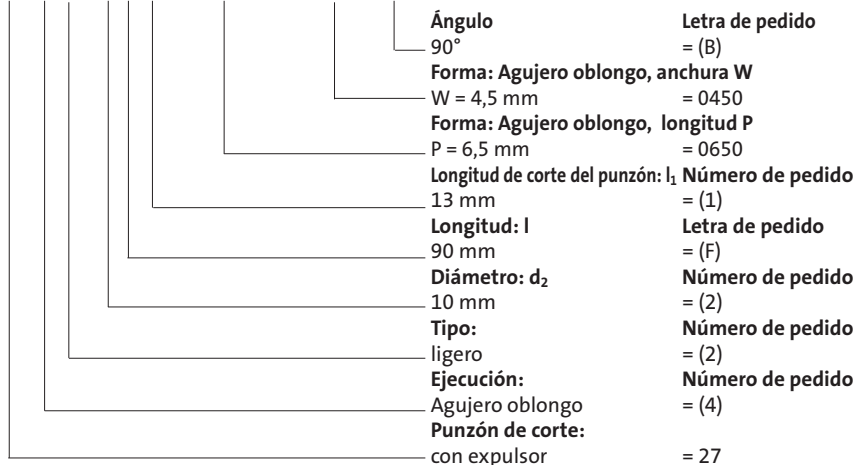 Ángulo Letra de pedido
90° = (B)
Forma: Agujero oblongo, anchura W
W = 4,5 mm = 0450
Forma: Agujero oblongo, longitud P
P = 6,5 mm = 0650
Longitud de corte del punzón: l₁ Número de pedido
13 mm = (1)
Longitud: l Letra de pedido
90 mm = (F)
Diámetro: d₂ Número de pedido
10 mm = (2)
Tipo: Número de pedido
ligero = (2)
Ejecución: Número de pedido
Agujero oblongo = (4)
Punzón de corte:
con expulsor = 27